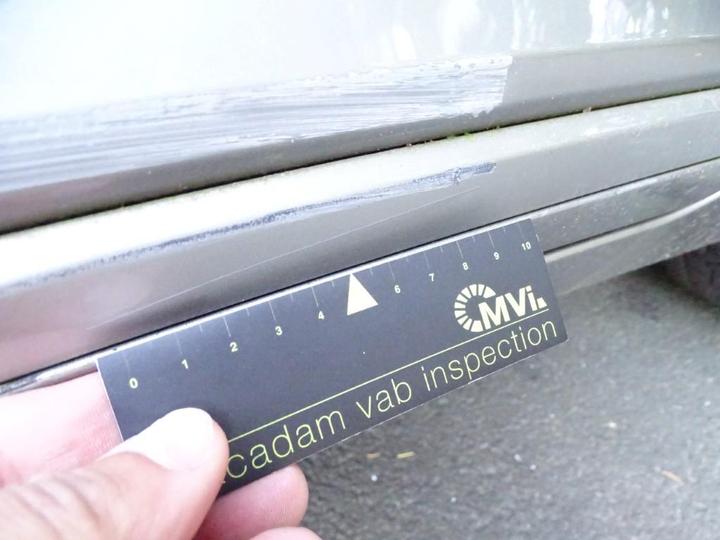 0 1 2 3 4 6 7 8 9 10
MVi.
cadam vab inspection